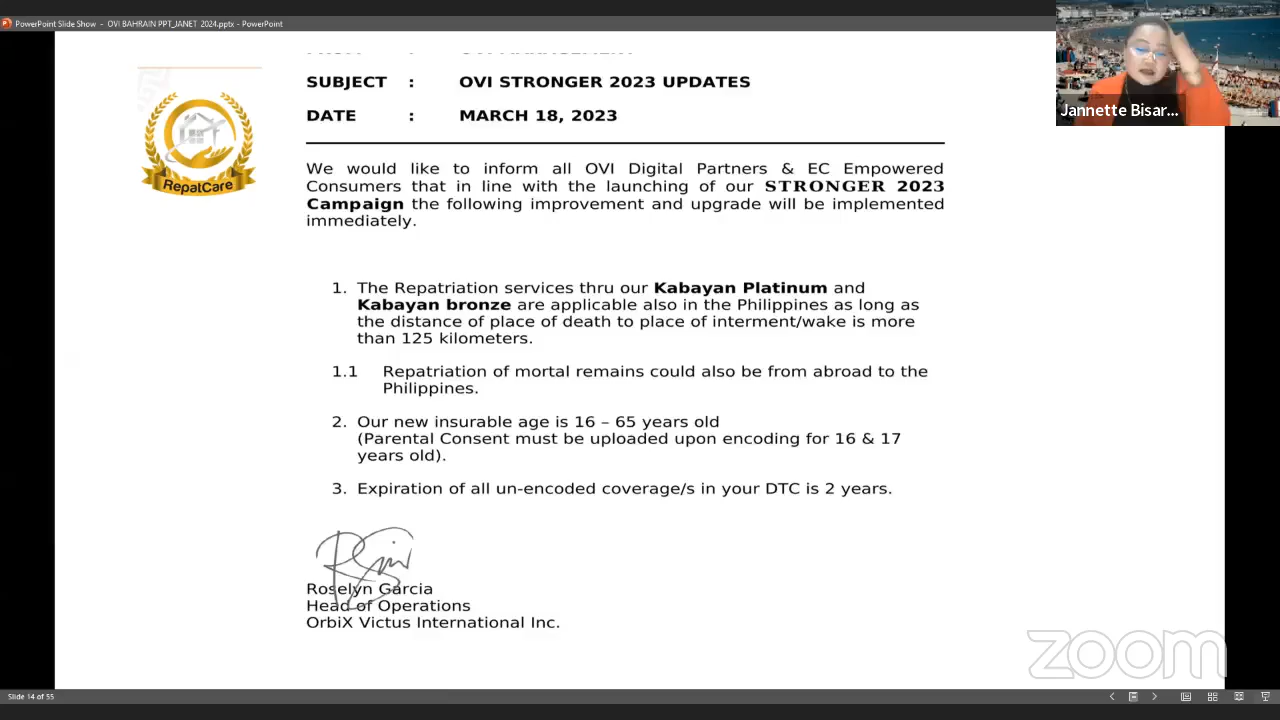 PowerPoint Slide Show - OVI BAHRAIN PPT_JANET 2024.pptx - PowerPoint
Jannette Bisar...
SUBJECT : OVI STRONGER 2023 UPDATES
DATE : MARCH 18, 2023
RepatCare
We would like to inform all OVI Digital Partners & EC Empowered
Consumers that in line with the launching of our STRONGER 2023
Campaign the following improvement and upgrade will be implemented
immediately.
1. The Repatriation services thru our Kabayan Platinum and
Kabayan bronze are applicable also in the Philippines as long as
the distance of place of death to place of interment/wake is more
than 125 kilometers.
1.1 Repatriation of mortal remains could also be from abroad to the
Philippines.
2. Our new insurable age is 16 – 65 years old
(Parental Consent must be uploaded upon encoding for 16 & 17
years old).
3. Expiration of all un-encoded coverage/s in your DTC is 2 years.
Roselyn Garcia
Head of Operations
OrbiX Victus International Inc.
zoom
Slide 14 of 55